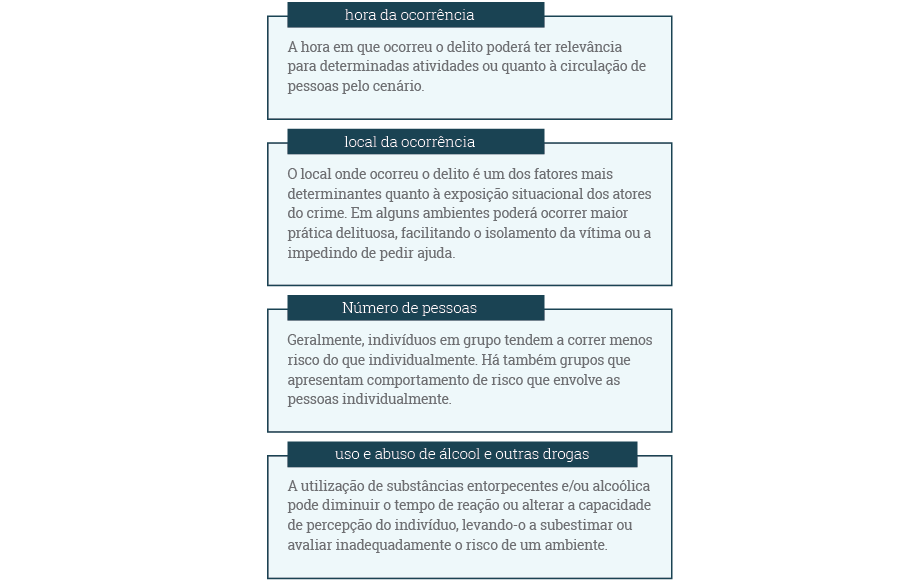 hora da ocorrência
A hora em que ocorreu o delito poderá ter relevância
para determinadas atividades ou quanto à circulação de
pessoas pelo cenário.
local da ocorrência
O local onde ocorreu o delito é um dos fatores mais
determinantes quanto à exposição situacional dos atores
do crime. Em alguns ambientes poderá ocorrer maior
prática delituosa, facilitando o isolamento da vítima ou a
impedindo de pedir ajuda.
Número de pessoas
Geralmente, indivíduos em grupo tendem a correr menos
risco do que individualmente. Há também grupos que
apresentam comportamento de risco que envolve as
pessoas individualmente.
uso e abuso de álcool e outras drogas
A utilização de substâncias entorpecentes e/ou alcoólica
pode diminuir o tempo de reação ou alterar a capacidade
de percepção do indivíduo, levando-o a subestimar ou
avaliar inadequadamente o risco de um ambiente.